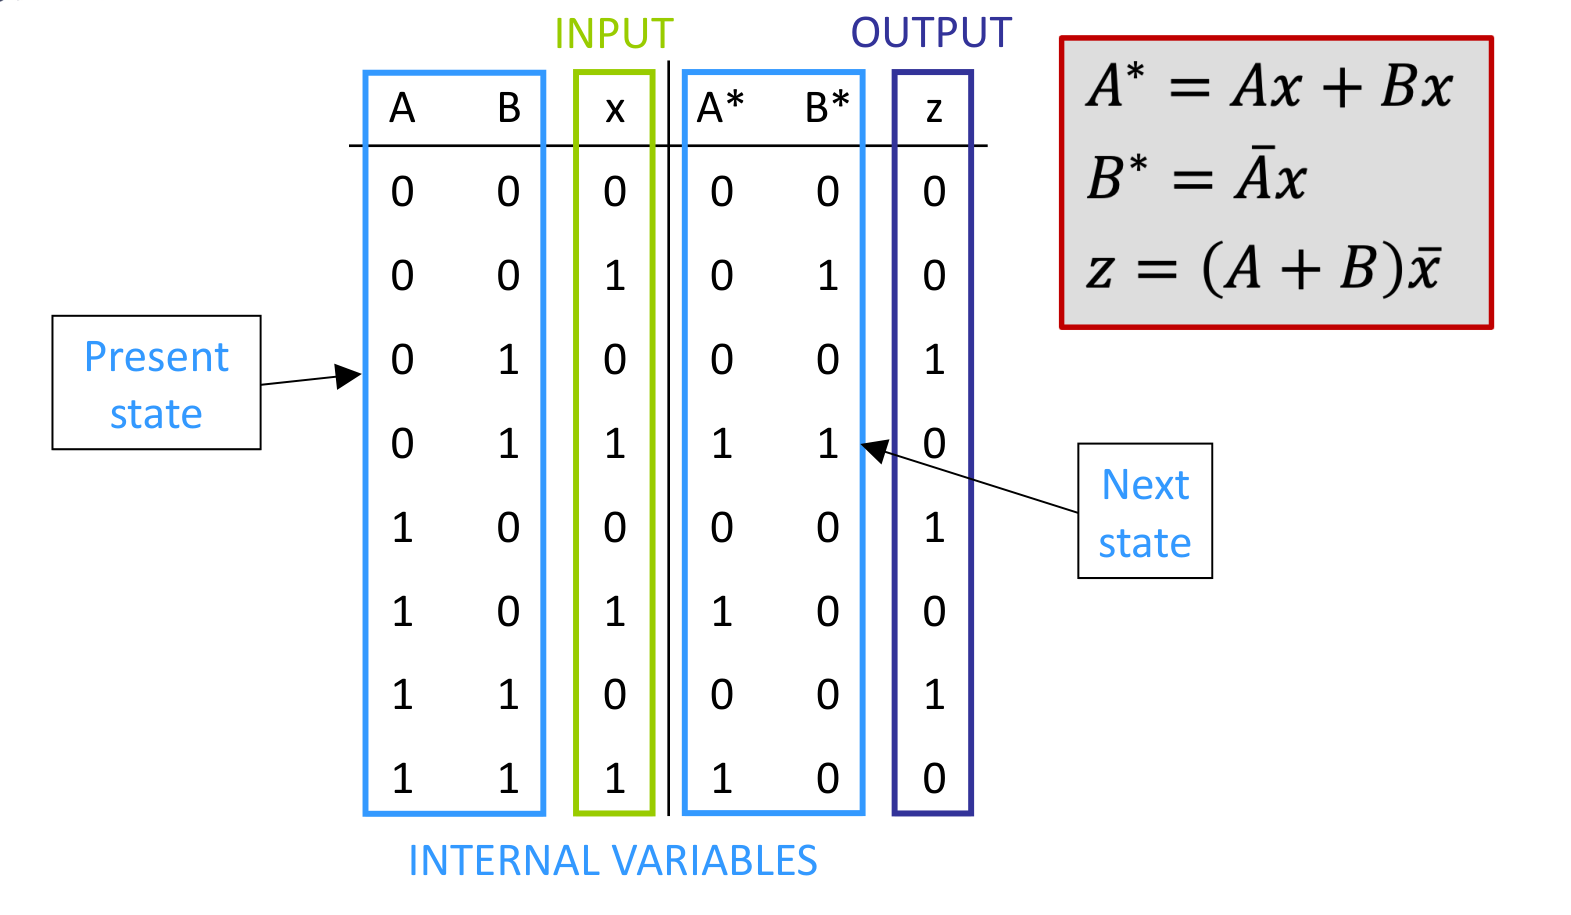 INPUT OUTPUT
A B x A* B* z
0 0 0 0 0 0
0 0 1 0 1 0
0 1 0 0 0 1
0 1 1 1 1 0
1 0 0 0 0 1
1 0 1 1 0 0
1 1 0 0 0 1
1 1 1 1 0 0
INTERNAL VARIABLES
Present
state
Next
state
A* = Ax + Bx
B* = A̅x
z = (A + B)x̅